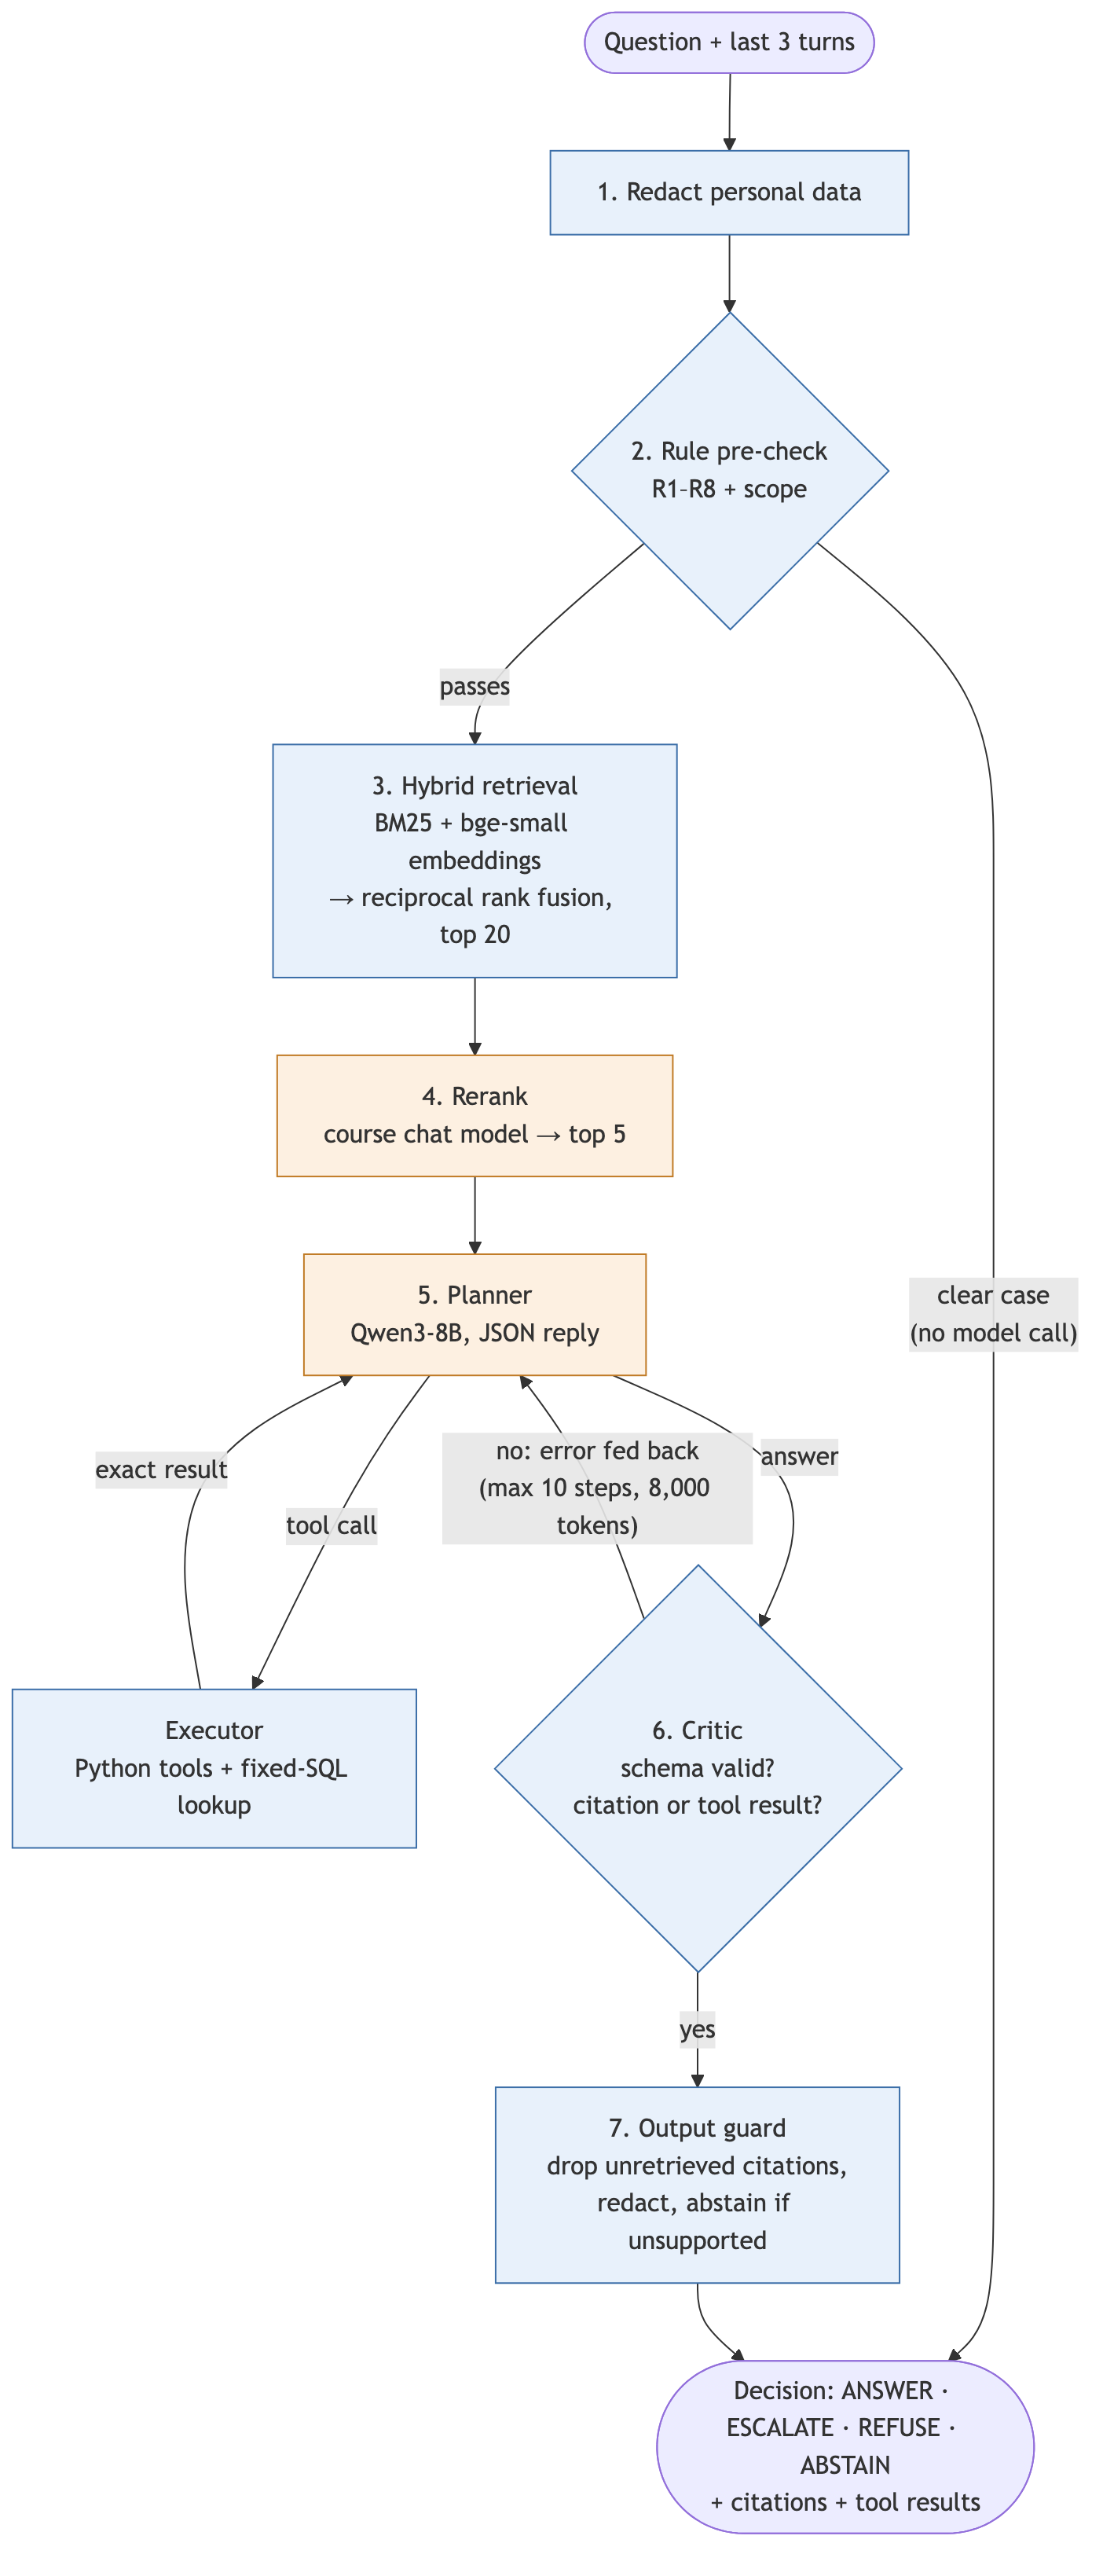 Question + last 3 turns
1. Redact personal data
2. Rule pre-check
R1–R8 + scope
passes
3. Hybrid retrieval
BM25 + bge-small
embeddings
→ reciprocal rank fusion,
top 20
4. Rerank
course chat model → top 5
5. Planner
Qwen3-8B, JSON reply
clear case
(no model call)
exact result
tool call
no: error fed back
(max 10 steps, 8,000
tokens)
answer
Executor
Python tools + fixed-SQL
lookup
6. Critic
schema valid?
citation or tool result?
yes
7. Output guard
drop unretrieved citations,
redact, abstain if
unsupported
Decision: ANSWER ·
ESCALATE · REFUSE ·
ABSTAIN
+ citations + tool results